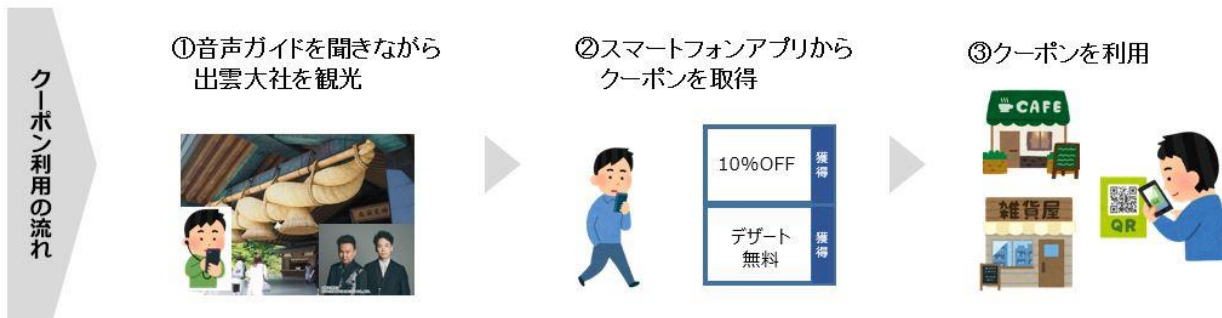 クーポン利用の流れ
①音声ガイドを聞きながら
出雲大社を観光
②スマートフォンアプリから
クーポンを取得
10%OFF
獲得
デザート
無料
獲得
③クーポンを利用
CAFE
雑貨屋
QR